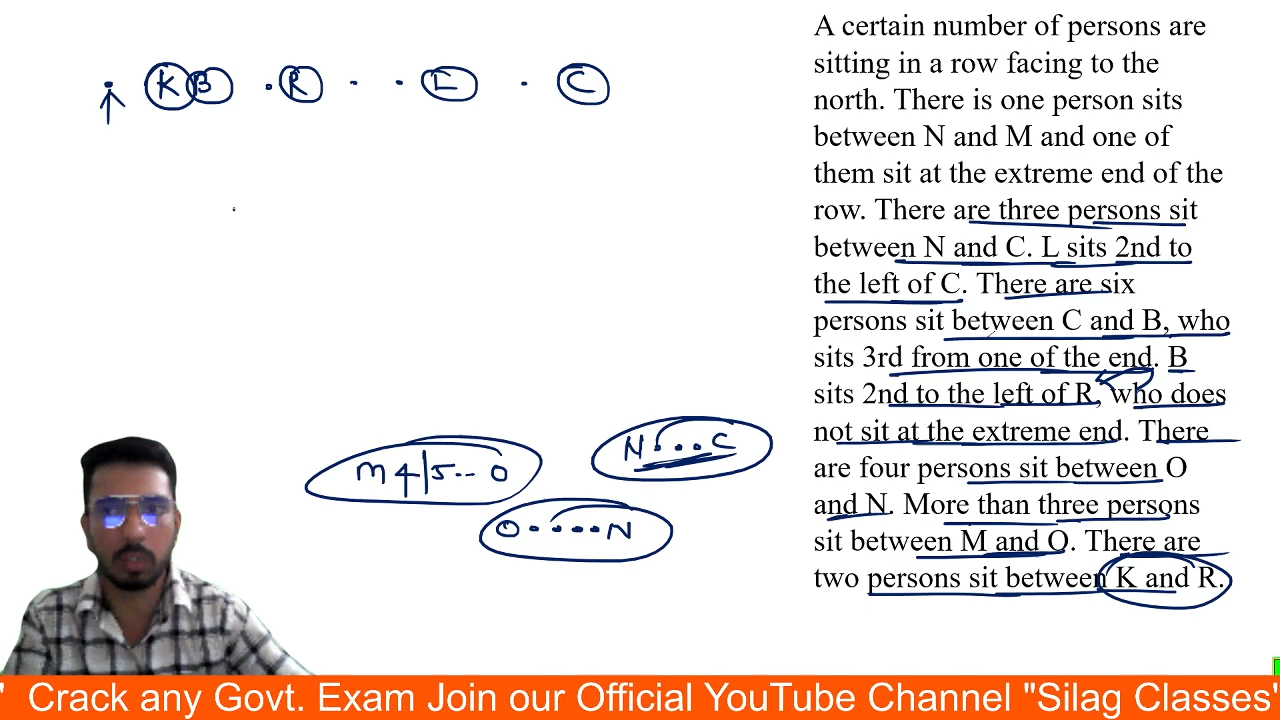 K B . R . . L . C
A certain number of persons are
sitting in a row facing to the
north. There is one person sits
between N and M and one of
them sit at the extreme end of the
row. There are three persons sit
between N and C. L sits 2nd to
the left of C. There are six
persons sit between C and B, who
sits 3rd from one of the end. B
sits 2nd to the left of R, who does
not sit at the extreme end. There
are four persons sit between O
and N. More than three persons
sit between M and O. There are
two persons sit between K and R.
N . . . C
M 4/5... O
O . . . . N
" Crack any Govt. Exam Join our Official YouTube Channel "Silag Classes"